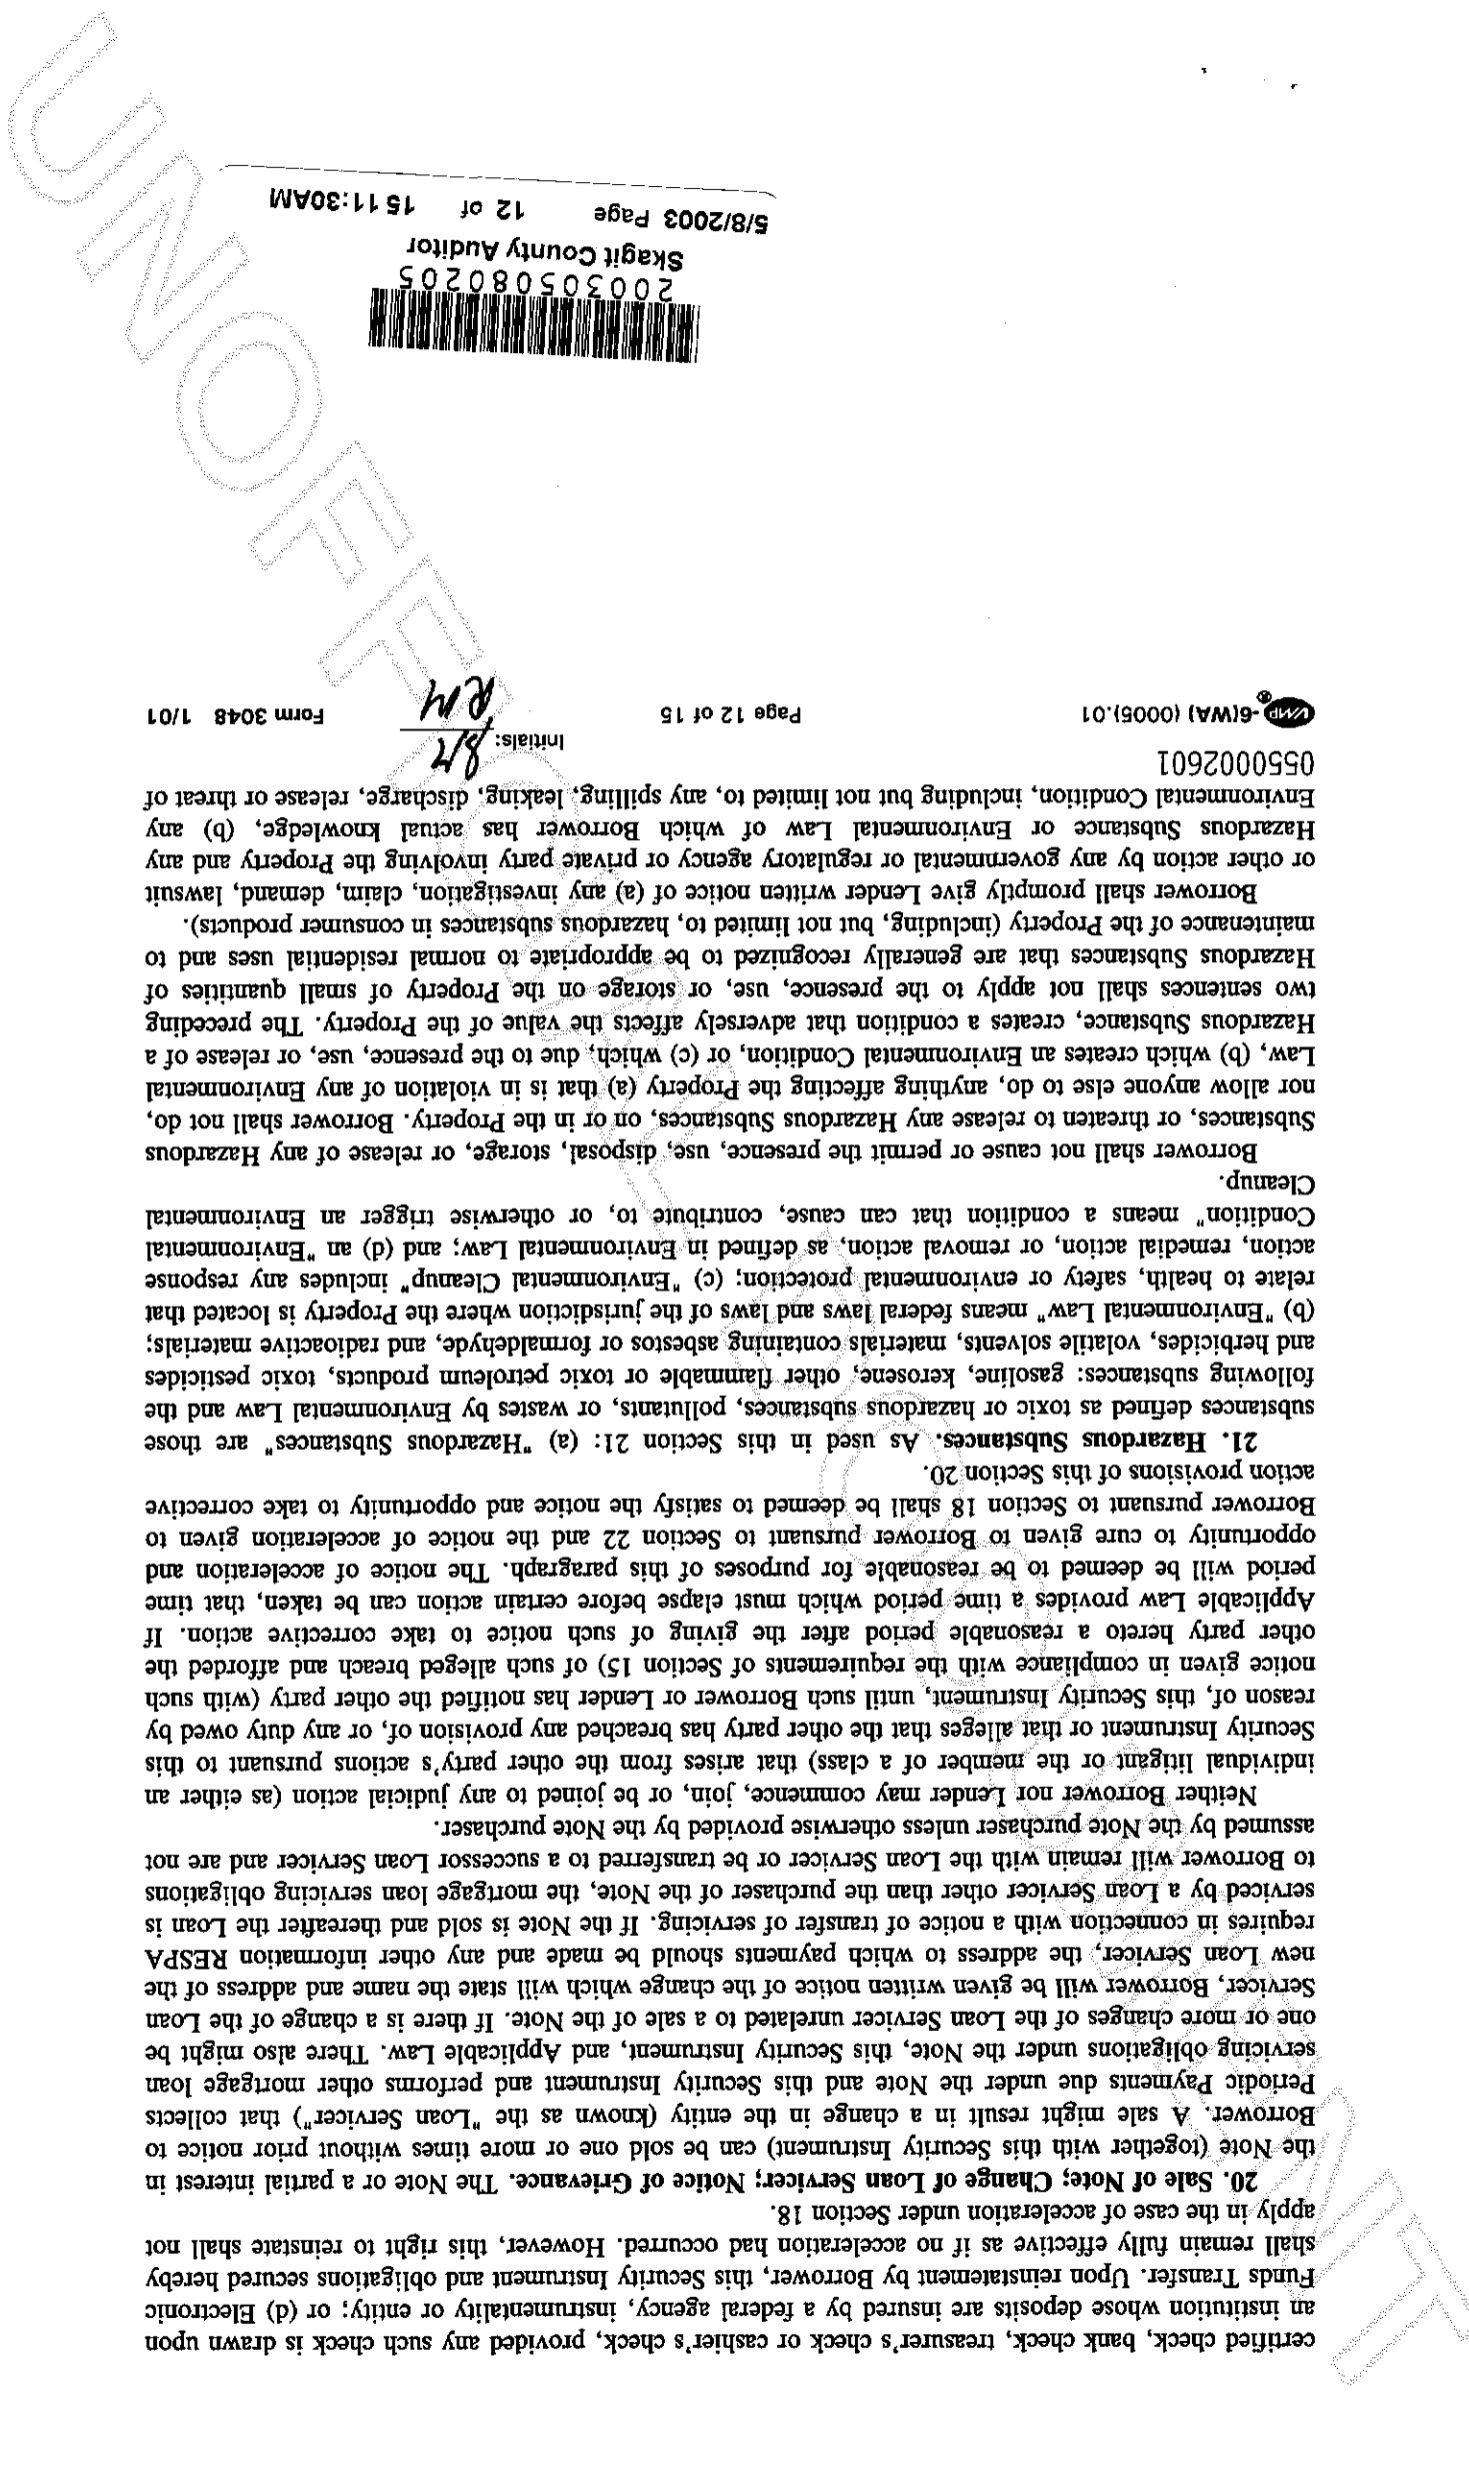 certified check, bank check, treasurer's check or cashier's check, provided any such check is drawn upon
an institution whose deposits are insured by a federal agency, instrumentality or entity; or (d) Electronic
Funds Transfer. Upon reinstatement by Borrower, this Security Instrument and obligations secured hereby
shall remain fully effective as if no acceleration had occurred. However, this right to reinstate shall not
apply in the case of acceleration under Section 18.
20. Sale of Note; Change of Loan Servicer; Notice of Grievance. The Note or a partial interest in
the Note (together with this Security Instrument) can be sold one or more times without prior notice to
Borrower. A sale might result in a change in the entity (known as the "Loan Servicer") that collects
Periodic Payments due under the Note and this Security Instrument and performs other mortgage loan
servicing obligations under the Note, this Security Instrument, and Applicable Law. There also might be
one or more changes of the Loan Servicer unrelated to a sale of the Note. If there is a change of the Loan
Servicer, Borrower will be given written notice of the change which will state the name and address of the
new Loan Servicer, the address to which payments should be made and any other information RESPA
requires in connection with a notice of transfer of servicing. If the Note is sold and thereafter the Loan is
serviced by a Loan Servicer other than the purchaser of the Note, the mortgage loan servicing obligations
to Borrower will remain with the Loan Servicer or be transferred to a successor Loan Servicer and are not
assumed by the Note purchaser unless otherwise provided by the Note purchaser.
Neither Borrower nor Lender may commence, join, or be joined to any judicial action (as either an
individual litigant or the member of a class) that arises from the other party's actions pursuant to this
Security Instrument or that alleges that the other party has breached any provision of, or any duty owed by
reason of, this Security Instrument, until such Borrower or Lender has notified the other party (with such
notice given in compliance with the requirements of Section 15) of such alleged breach and afforded the
other party hereto a reasonable period after the giving of such notice to take corrective action. If
Applicable Law provides a time period which must elapse before certain action can be taken, that time
period will be deemed to be reasonable for purposes of this paragraph. The notice of acceleration and
opportunity to cure given to Borrower pursuant to Section 22 and the notice of acceleration given to
Borrower pursuant to Section 18 shall be deemed to satisfy the notice and opportunity to take corrective
action provisions of this Section 20.
21. Hazardous Substances. As used in this Section 21: (a) "Hazardous Substances" are those
substances defined as toxic or hazardous substances, pollutants, or wastes by Environmental Law and the
following substances: gasoline, kerosene, other flammable or toxic petroleum products, toxic pesticides
and herbicides, volatile solvents, materials containing asbestos or formaldehyde, and radioactive materials;
(b) "Environmental Law" means federal laws and laws of the jurisdiction where the Property is located that
relate to health, safety or environmental protection; (c) "Environmental Cleanup" includes any response
action, remedial action, or removal action, as defined in Environmental Law; and (d) an "Environmental
Condition" means a condition that can cause, contribute to, or otherwise trigger an Environmental
Cleanup.
Borrower shall not cause or permit the presence, use, disposal, storage, or release of any Hazardous
Substances, or threaten to release any Hazardous Substances, on or in the Property. Borrower shall not do,
nor allow anyone else to do, anything affecting the Property (a) that is in violation of any Environmental
Law, (b) which creates an Environmental Condition, or (c) which, due to the presence, use, or release of a
Hazardous Substance, creates a condition that adversely affects the value of the Property. The preceding
two sentences shall not apply to the presence, use, or storage on the Property of small quantities of
Hazardous Substances that are generally recognized to be appropriate to normal residential uses and to
maintenance of the Property (including, but not limited to, hazardous substances in consumer products).
Borrower shall promptly give Lender written notice of (a) any investigation, claim, demand, lawsuit
or other action by any governmental or regulatory agency or private party involving the Property and any
Hazardous Substance or Environmental Law of which Borrower has actual knowledge, (b) any
Environmental Condition, including but not limited to, any spilling, leaking, discharge, release or threat of
0550002601
VMP®-6(WA) (0005).01 Page 12 of 15 Initials: RM Form 3048 1/01
200305080205
Skagit County Auditor
5/8/2003 Page 12 of 15 11:30AM
UNOFFICIAL DOCUMENT